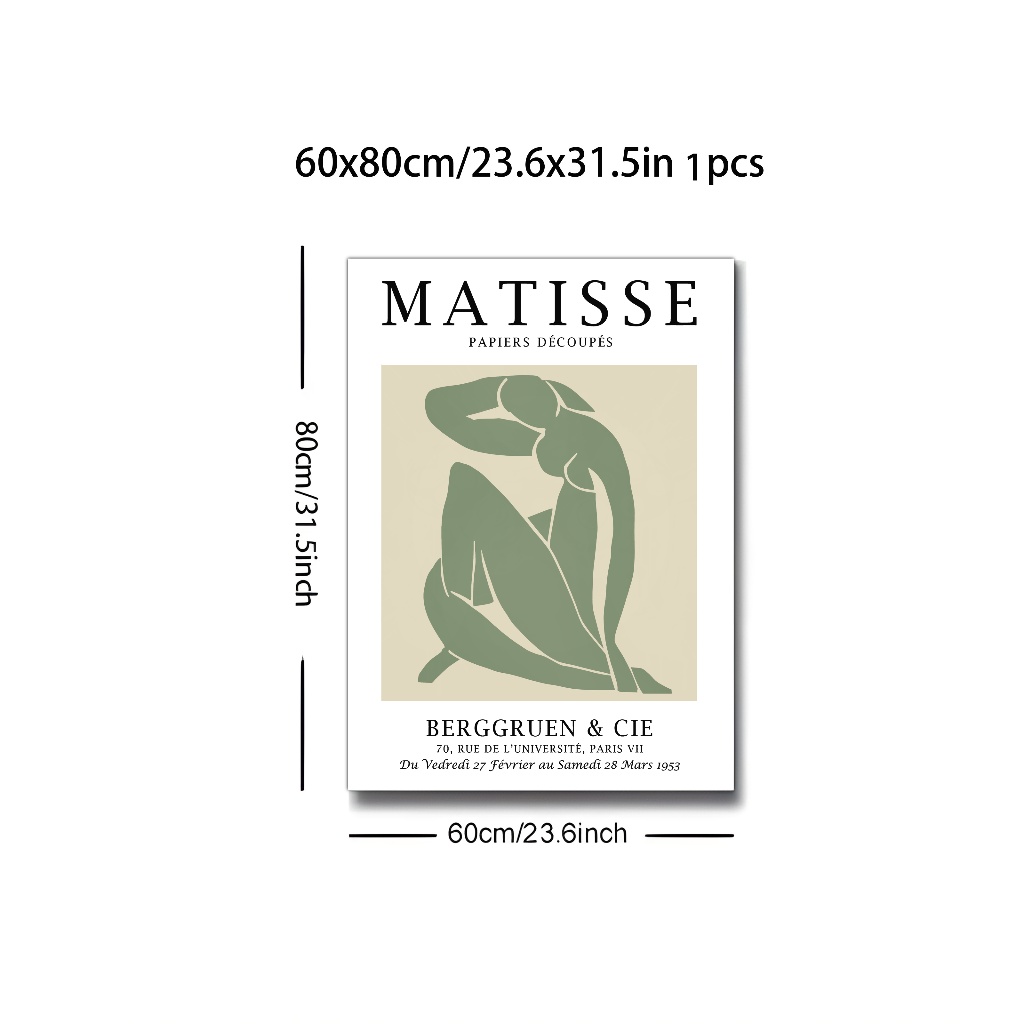 60x80cm/23.6x31.5in 1pcs
80cm/31.5inch
MATISSE
PAPIERS DÉCOUPÉS
BERGGRUEN & CIE
70, RUE DE L'UNIVERSITÉ, PARIS VII
Du Vedredi 27 Février au Samedi 28 Mars 1953
60cm/23.6inch